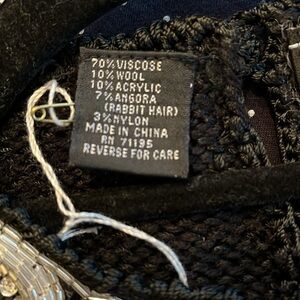 70% VISCOSE
10% WOOL
10% ACRYLIC
7% ANGORA
(RABBIT HAIR)
3% NYLON
MADE IN CHINA
RN 71195
REVERSE FOR CARE